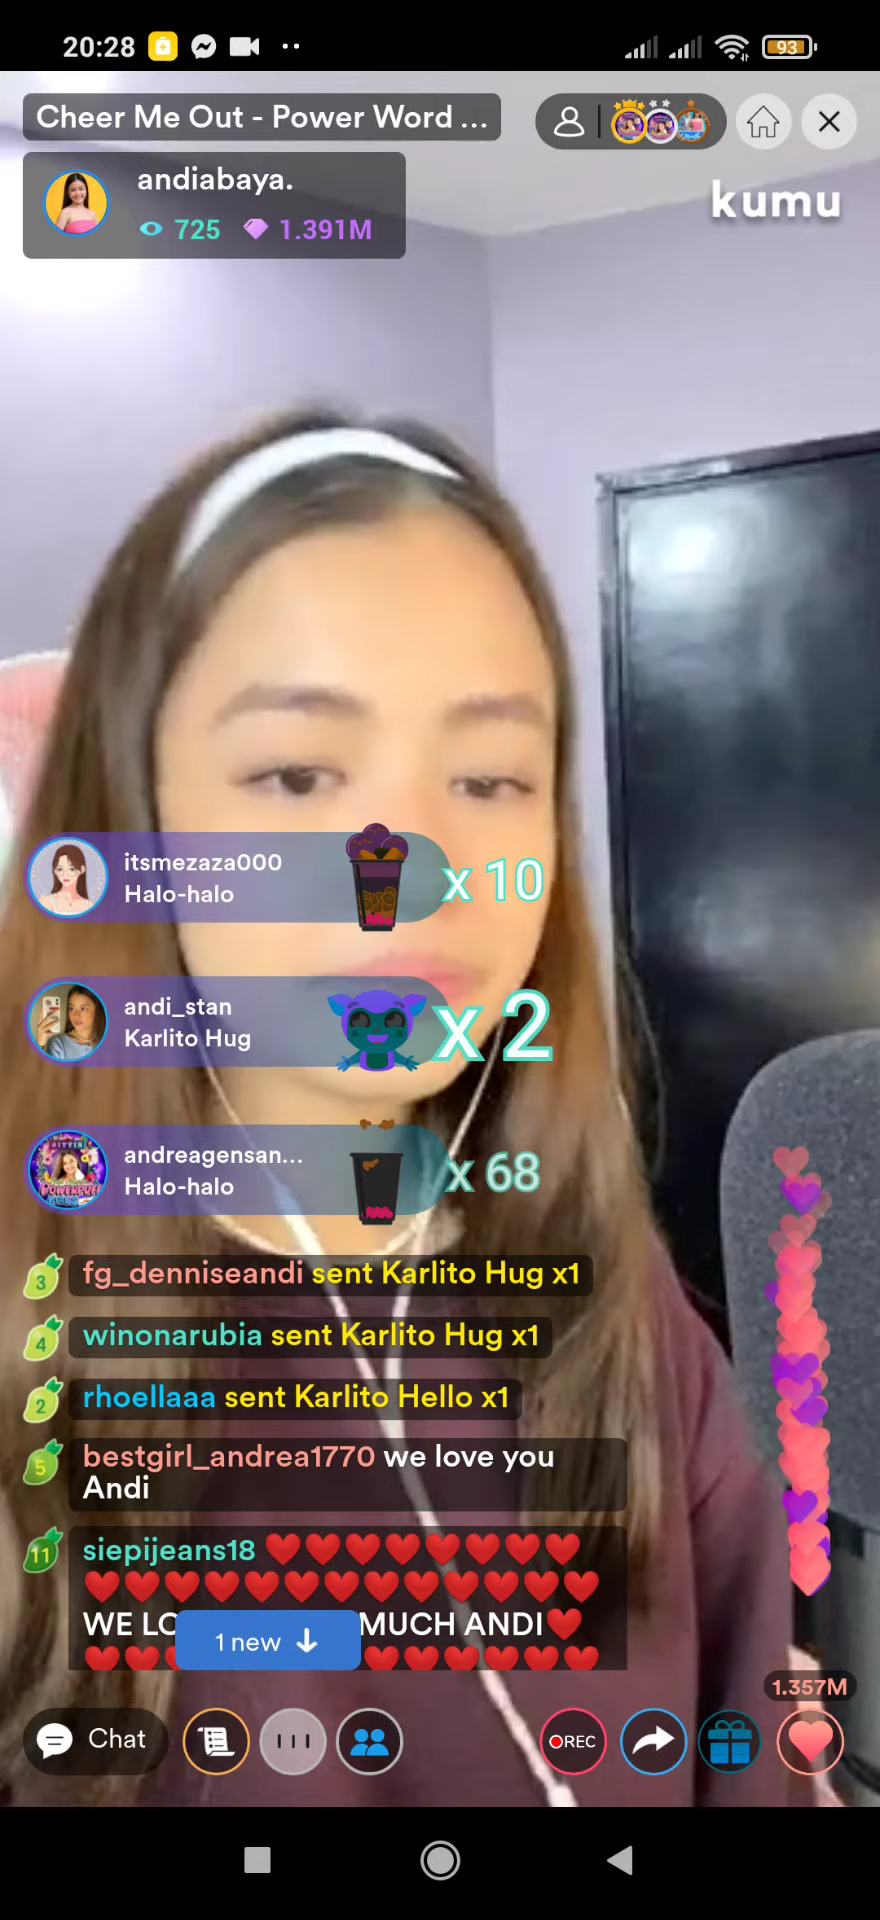 20:28
93
Cheer Me Out - Power Word ...
andiabaya.
725 1.391M
kumu
itsmezaza000
Halo-halo
x 10
andi_stan
Karlito Hug
x 2
andreagensan...
Halo-halo
x 68
3 fg_denniseandi sent Karlito Hug x1
4 winonarubia sent Karlito Hug x1
2 rhoellaaa sent Karlito Hello x1
5 bestgirl_andrea1770 we love you
Andi
11 siepijeans18 ❤️❤️❤️❤️❤️❤️❤️❤️
❤️❤️❤️❤️❤️❤️❤️❤️❤️❤️❤️❤️❤️
WE MUCH ANDI❤️
1 new
1.357M
Chat
REC